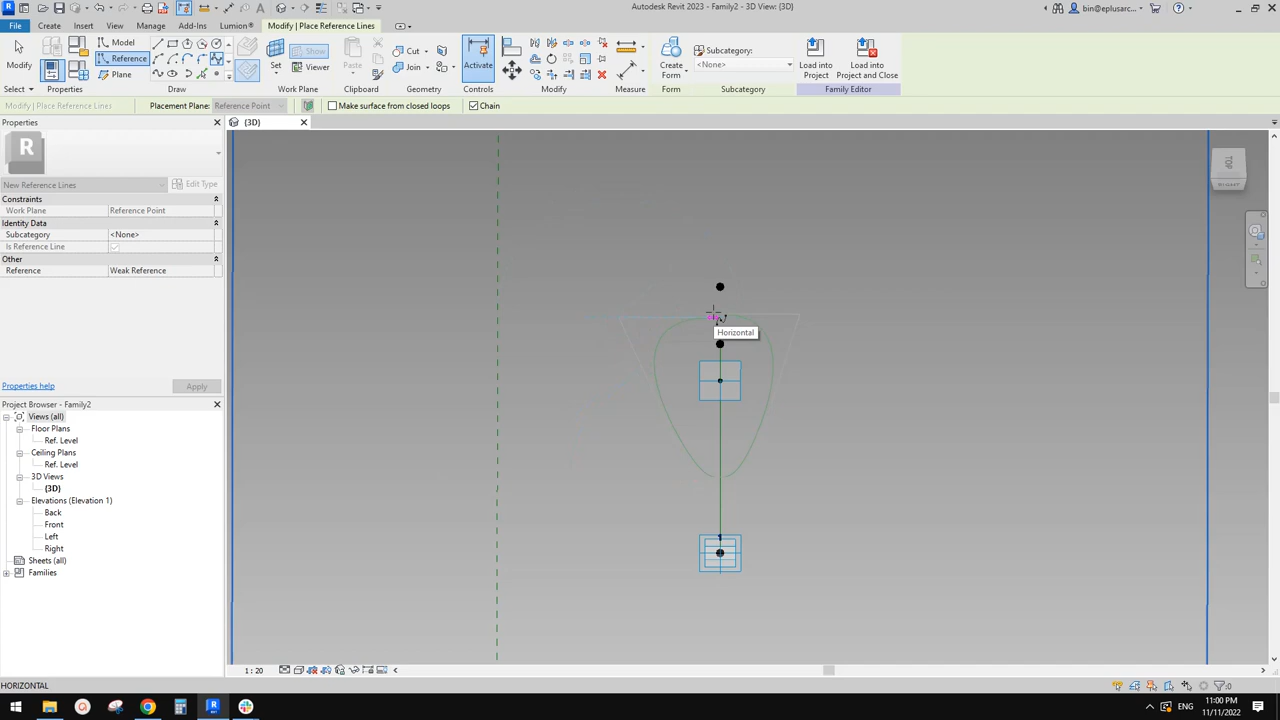 Autodesk Revit 2023 - Family2 - 3D View: {3D}
bin@eplusarc...
File Create Insert View Manage Add-Ins Lumion® Modify | Place Reference Lines
Modify
Select
Properties
Model
Reference
Plane
Draw
Set
Show
Viewer
Work Plane
Paste
Clipboard
Cut
Join
Geometry
Activate
Controls
Modify
Measure
Create
Form
Form
Subcategory:
<None>
Subcategory
Load into
Project
Load into
Project and Close
Family Editor
Modify | Place Reference Lines Placement Plane: Reference Point Make surface from closed loops Chain
Properties
{3D}
R
New Reference Lines
Edit Type
Constraints
Work Plane Reference Point
Identity Data
Subcategory <None>
Is Reference Line
Other
Reference Weak Reference
Properties help
Apply
Project Browser - Family2
Views (all)
Floor Plans
Ref. Level
Ceiling Plans
Ref. Level
3D Views
{3D}
Elevations (Elevation 1)
Back
Front
Left
Right
Sheets (all)
Families
TOP
RIGHT
Horizontal
1 : 20
HORIZONTAL
:0
ENG
11:00 PM
11/11/2022